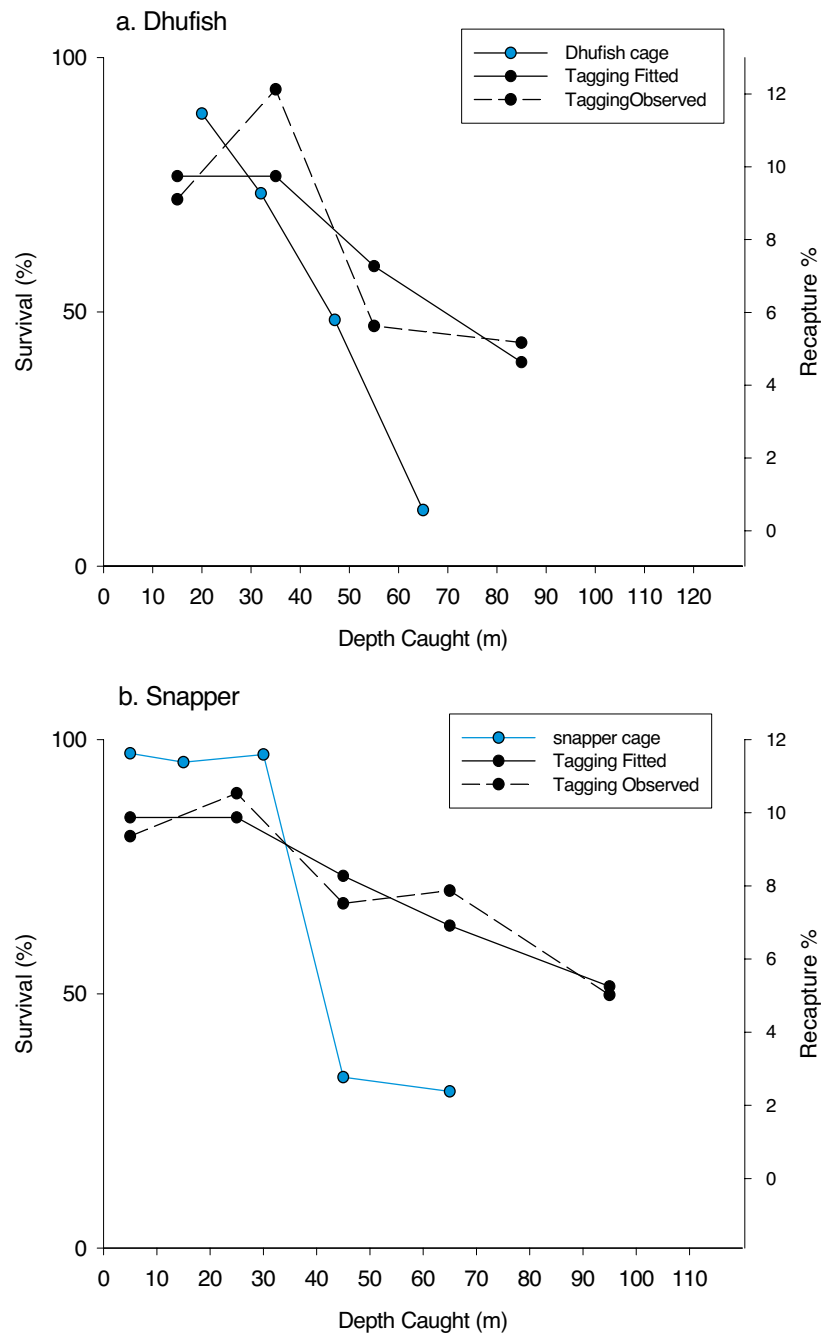 a. Dhufish
Dhufish cage
Tagging Fitted
TaggingObserved
100
50
0
Survival (%)
12
10
8
6
4
2
0
Recapture %
0 10 20 30 40 50 60 70 80 90 100 110 120
Depth Caught (m)
b. Snapper
snapper cage
Tagging Fitted
Tagging Observed
100
50
0
Survival (%)
12
10
8
6
4
2
0
Recapture %
0 10 20 30 40 50 60 70 80 90 100 110
Depth Caught (m)